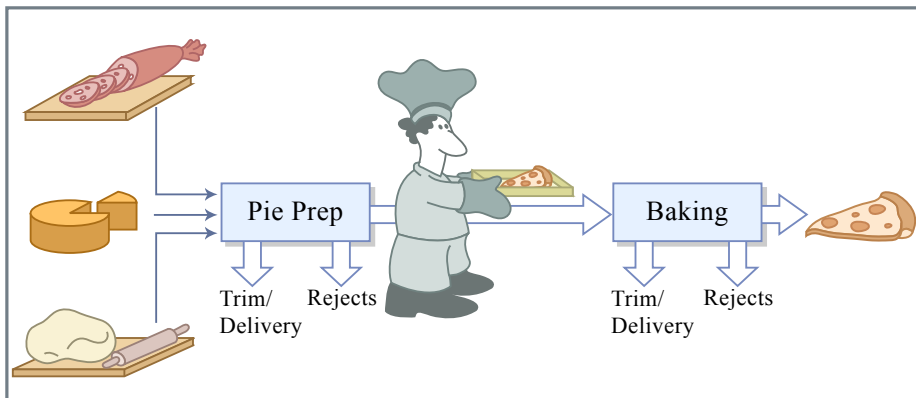 Pie Prep
Baking
Trim/
Delivery
Rejects
Trim/
Delivery
Rejects